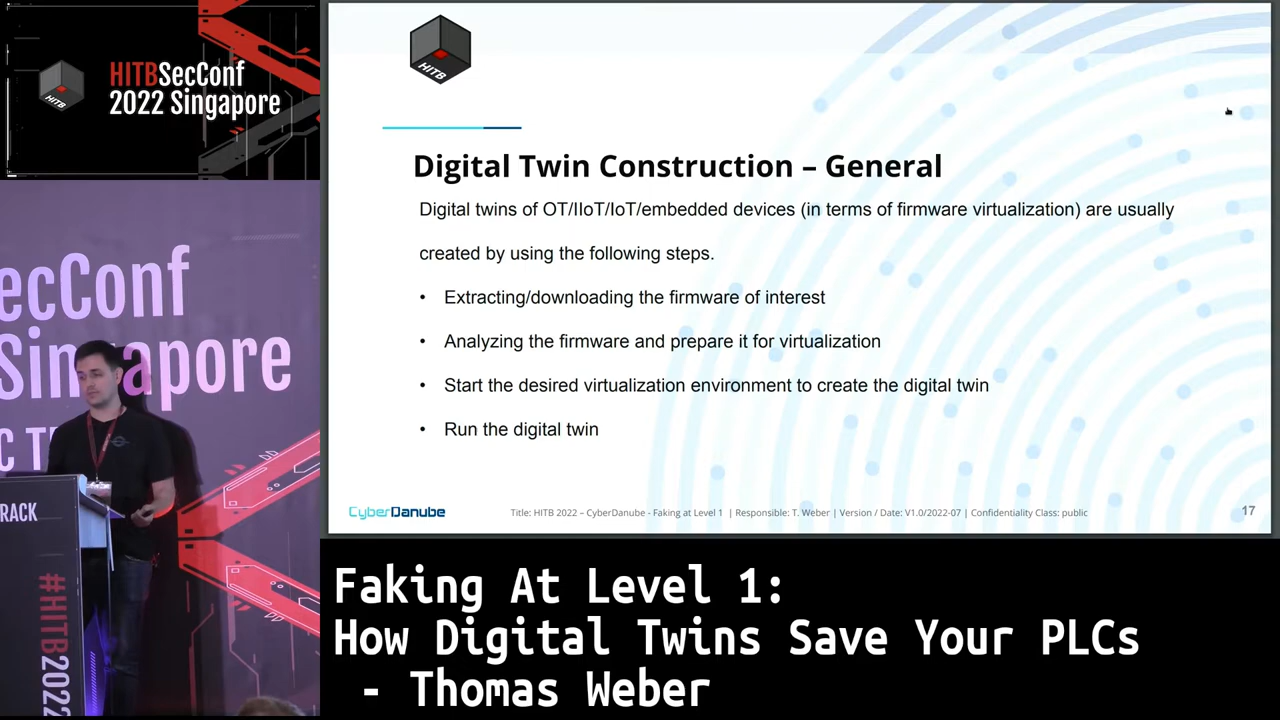 HITBSecConf
2022 Singapore
HITB
ecConf
Singapore
C T
RACK
#HITB2022
HITB
Digital Twin Construction – General
Digital twins of OT/IIoT/IoT/embedded devices (in terms of firmware virtualization) are usually
created by using the following steps.
• Extracting/downloading the firmware of interest
• Analyzing the firmware and prepare it for virtualization
• Start the desired virtualization environment to create the digital twin
• Run the digital twin
CyberDanube
Title: HITB 2022 – CyberDanube - Faking at Level 1 | Responsible: T. Weber | Version / Date: V1.0/2022-07 | Confidentiality Class: public
17
Faking At Level 1:
How Digital Twins Save Your PLCs
- Thomas Weber